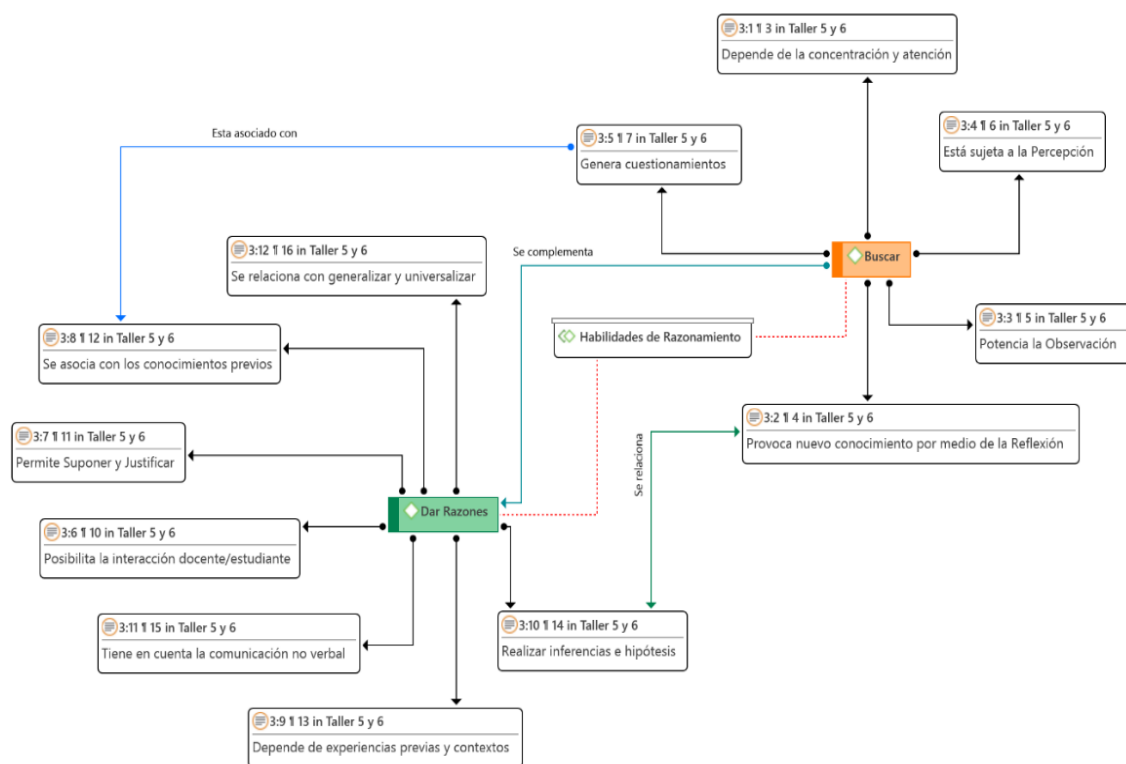 3:1 ¶ 3 in Taller 5 y 6
Depende de la concentración y atención
Esta asociado con
3:5 ¶ 7 in Taller 5 y 6
Genera cuestionamientos
3:4 ¶ 6 in Taller 5 y 6
Está sujeta a la Percepción
3:12 ¶ 16 in Taller 5 y 6
Se relaciona con generalizar y universalizar
Se complementa
Buscar
3:3 ¶ 5 in Taller 5 y 6
Potencia la Observación
Habilidades de Razonamiento
3:8 ¶ 12 in Taller 5 y 6
Se asocia con los conocimientos previos
3:2 ¶ 4 in Taller 5 y 6
Provoca nuevo conocimiento por medio de la Reflexión
3:7 ¶ 11 in Taller 5 y 6
Permite Suponer y Justificar
Se relaciona
Dar Razones
3:6 ¶ 10 in Taller 5 y 6
Posibilita la interacción docente/estudiante
3:11 ¶ 15 in Taller 5 y 6
Tiene en cuenta la comunicación no verbal
3:10 ¶ 14 in Taller 5 y 6
Realizar inferencias e hipótesis
3:9 ¶ 13 in Taller 5 y 6
Depende de experiencias previas y contextos